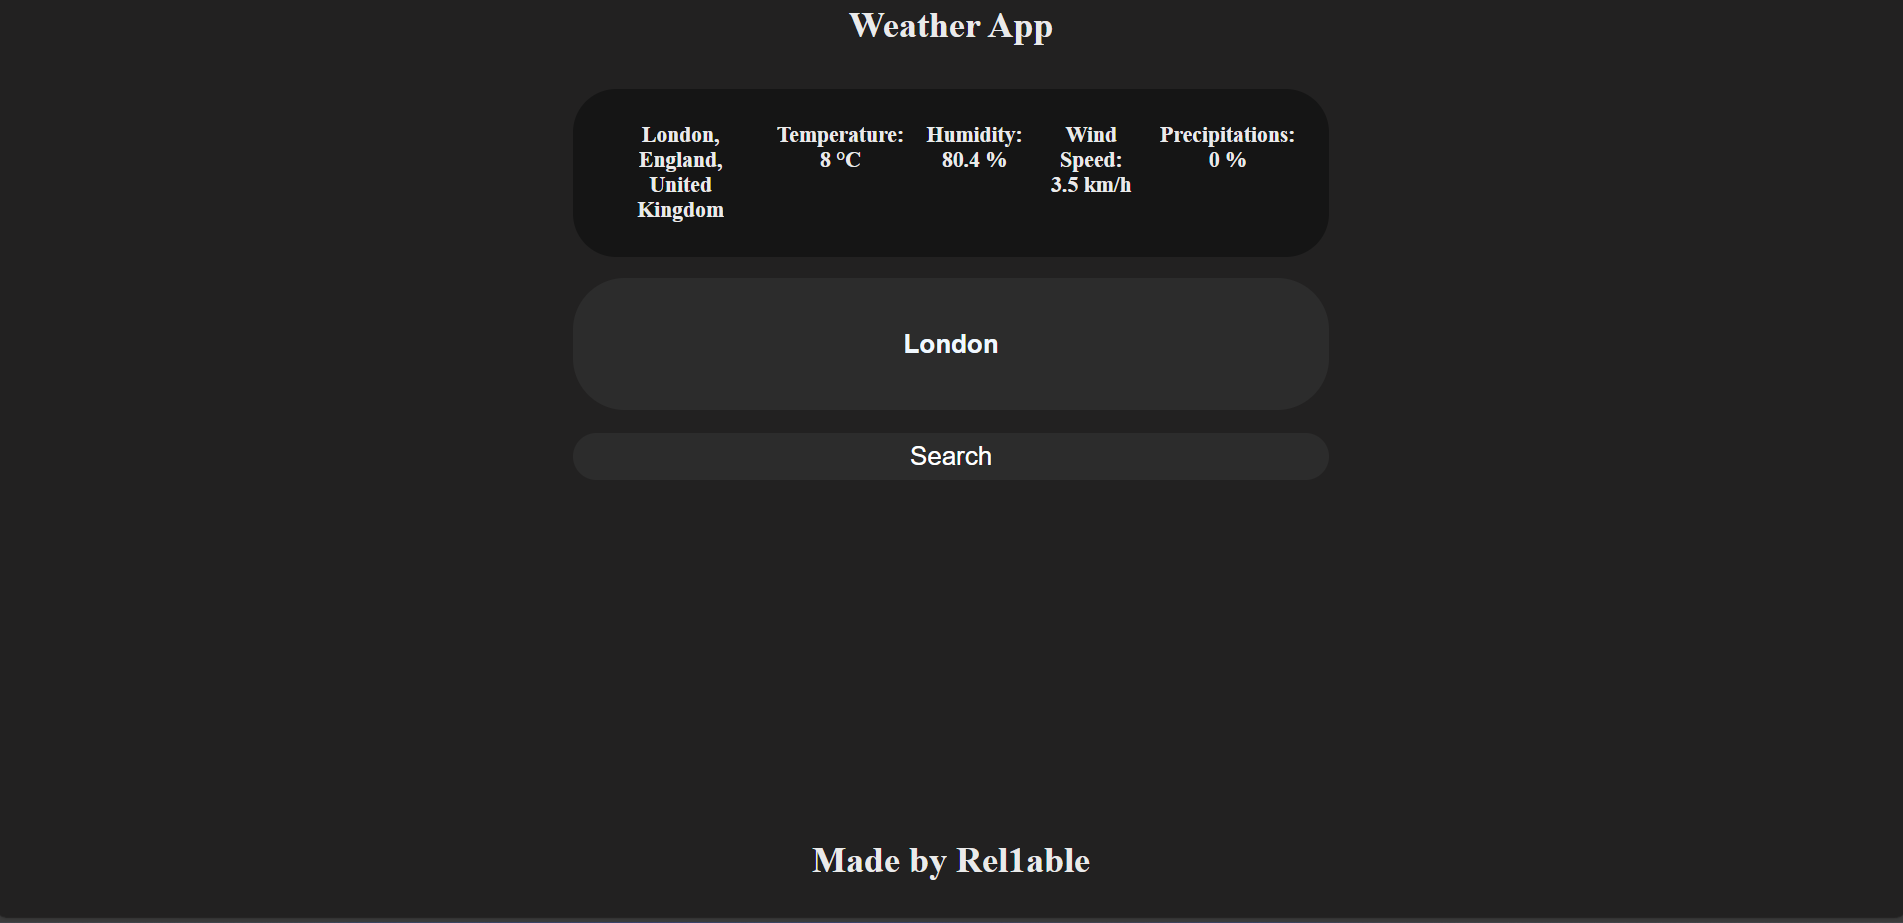 Weather App
London,
England,
United
Kingdom
Temperature:
8 °C
Humidity:
80.4 %
Wind
Speed:
3.5 km/h
Precipitations:
0 %
London
Search
Made by Rel1able